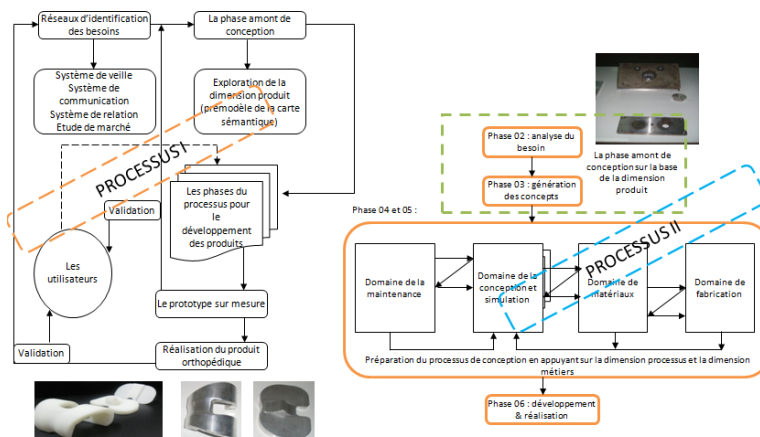 Réseaux d'identification
des besoins
La phase amont de
conception
Système de veille
Système de
communication
Système de relation
Etude de marché
Exploration de la
dimension produit
(prémodèle de la carte
sémantique)
PROCESSUS I
Les phases du
processus pour
le
développement
des produits
Validation
Les
utilisateurs
Le prototype sur mesure
Validation
Réalisation du produit
orthopédique
Phase 02 : analyse du
besoin
Phase 03 : génération
des concepts
La phase amont de
conception sur la base
de la dimension
produit
Phase 04 et 05 :
PROCESSUS II
Domaine de la
maintenance
Domaine de la
conception et
simulation
Domaine de
matériaux
Domaine de
fabrication
Préparation du processus de conception en appuyant sur la dimension processus et la dimension
métiers
Phase 06 : développement
& réalisation